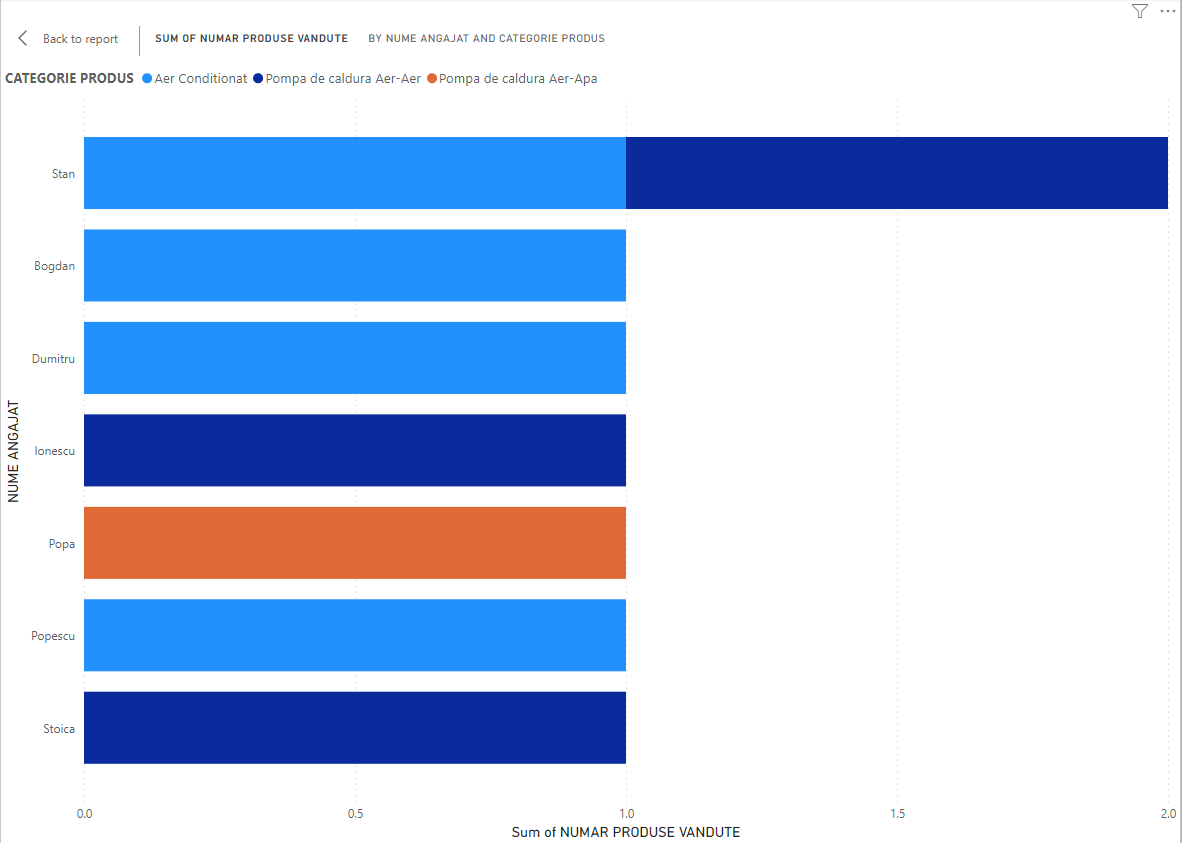 Back to report
SUM OF NUMAR PRODUSE VANDUTE BY NUME ANGAJAT AND CATEGORIE PRODUS
CATEGORIE PRODUS Aer Conditionat Pompa de caldura Aer-Aer Pompa de caldura Aer-Apa
NUME ANGAJAT
Stan
Bogdan
Dumitru
Ionescu
Popa
Popescu
Stoica
0.0 0.5 1.0 1.5 2.0
Sum of NUMAR PRODUSE VANDUTE